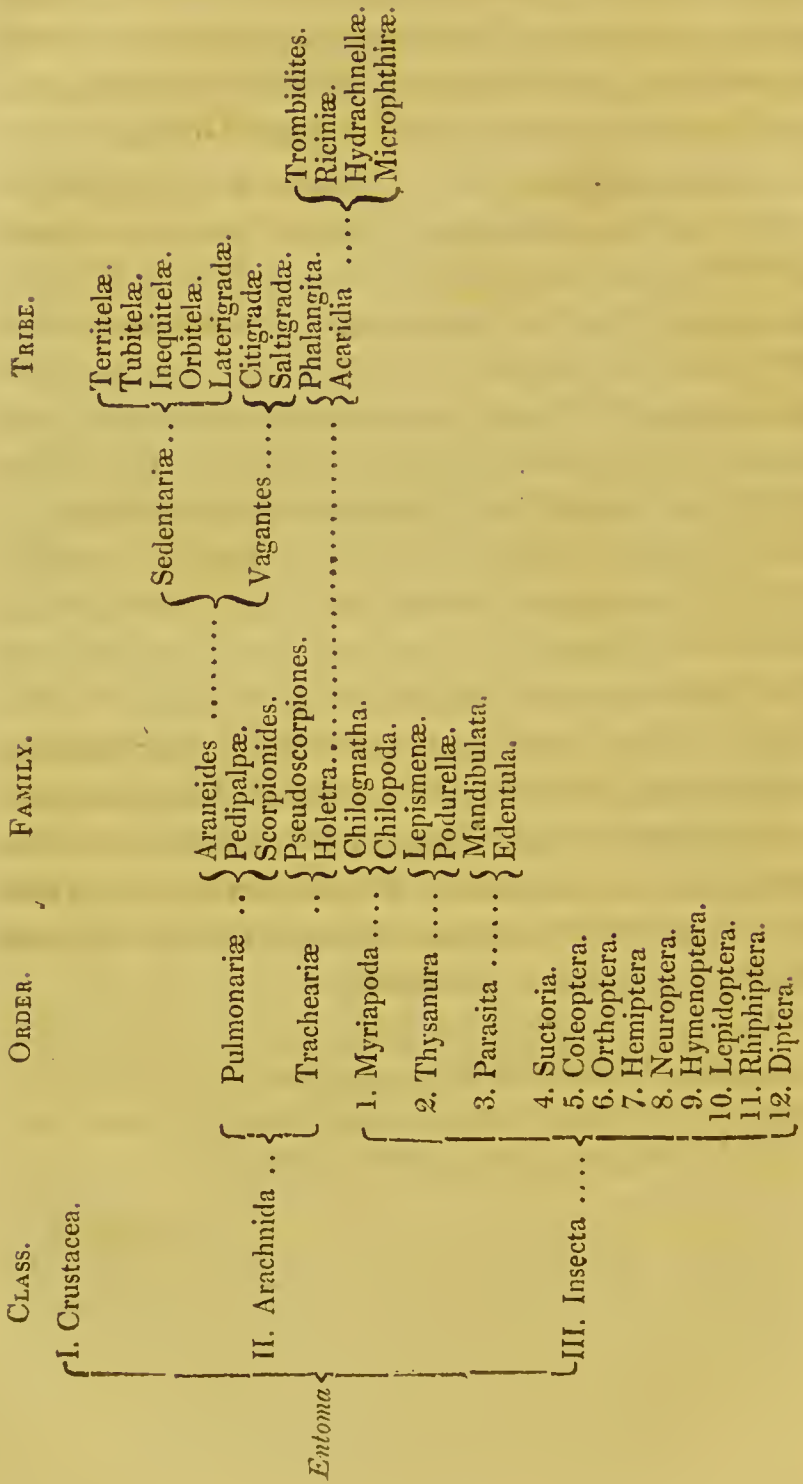 CLASS. ORDER. FAMILY. TRIBE.
Entoma
I. Crustacea.
II. Arachnida ..
Pulmonariæ ..
Araneides .........
Sedentariæ..
Territelæ.
Tubitelæ.
Inequitelæ.
Orbitelæ.
Laterigradæ.
Vagantes .....
Citigradæ.
Saltigradæ.
Pedipalpæ.
Scorpionides.
Tracheariæ ..
Pseudoscorpiones.
Holetra..............................
Phalangita.
Acaridia ....
Trombidites.
Riciniæ.
Hydrachnellæ.
Microphthiræ.
III. Insecta ....
1. Myriapoda....
Chilognatha.
Chilopoda.
2. Thysanura ....
Lepismenæ.
Podurellæ.
3. Parasita ......
Mandibulata.
Edentula.
4. Suctoria.
5. Coleoptera.
6. Orthoptera.
7. Hemiptera
8. Neuroptera.
9. Hymenoptera.
10. Lepidoptera.
11. Rhiphiptera.
12. Diptera.